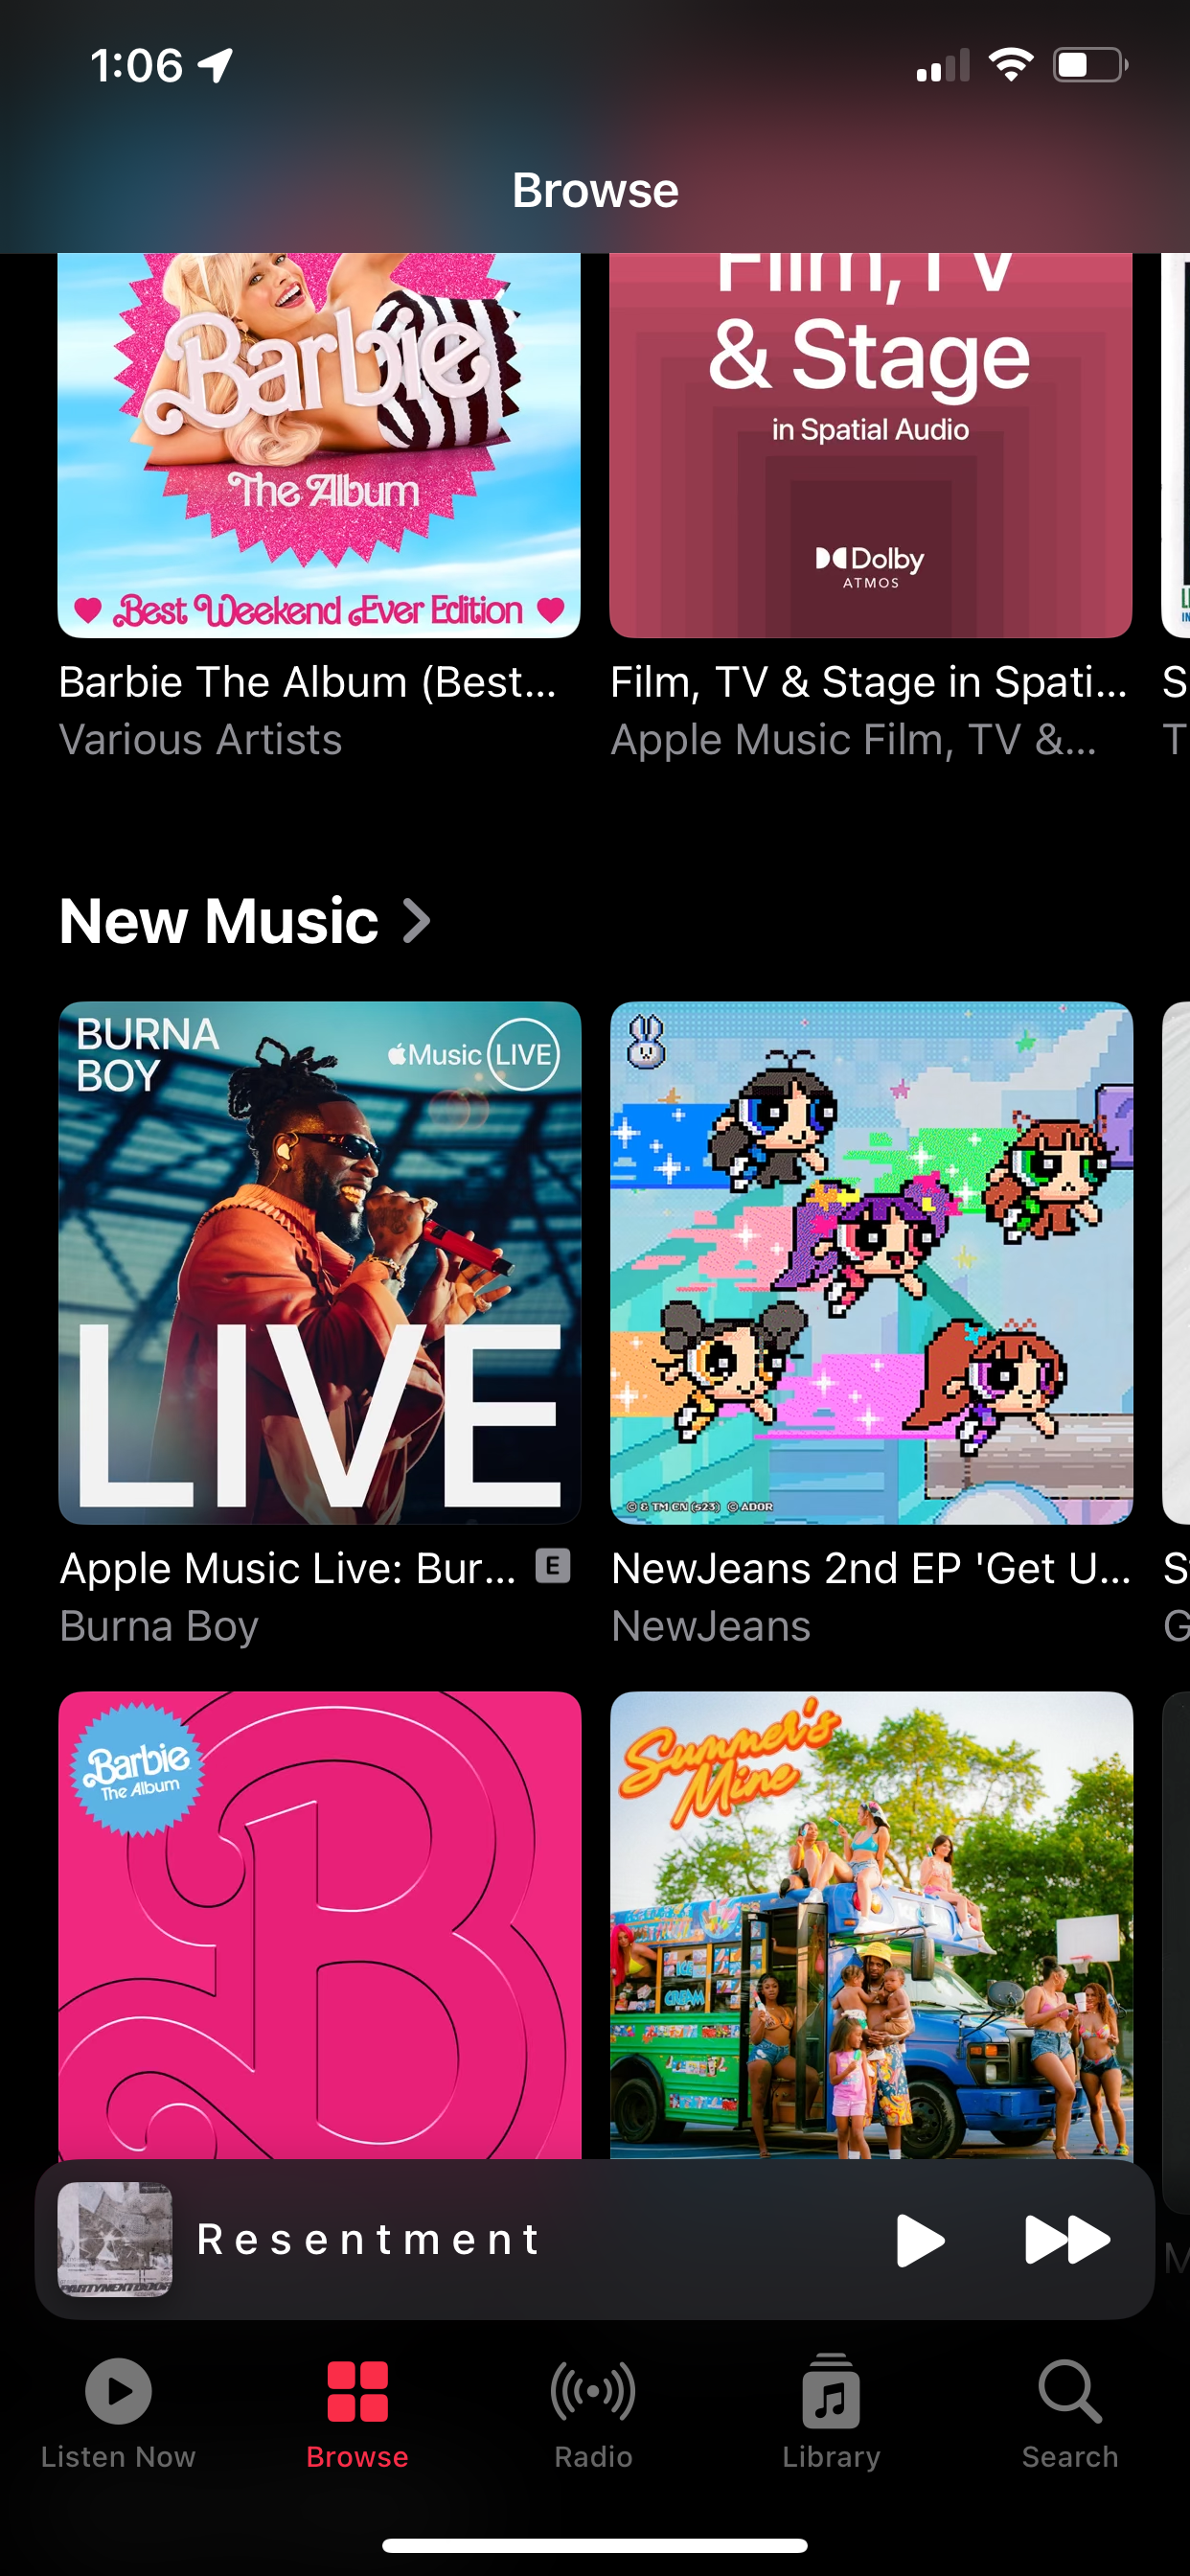 1:06
Browse
Barbie
The Album
Best Weekend Ever Edition
Film, TV
& Stage
in Spatial Audio
Dolby
ATMOS
Barbie The Album (Best...
Various Artists
Film, TV & Stage in Spati...
Apple Music Film, TV &...
S
T
New Music
BURNA
BOY
Music LIVE
LIVE
© & TM CN (s23) © ADOR
Apple Music Live: Bur... E
Burna Boy
NewJeans 2nd EP 'Get U...
NewJeans
S
G
Barbie
The Album
B
Summer's
Mine
ICE
CREAM
Resentment
PARTYNEXTDOOR
M
Listen Now
Browse
Radio
Library
Search